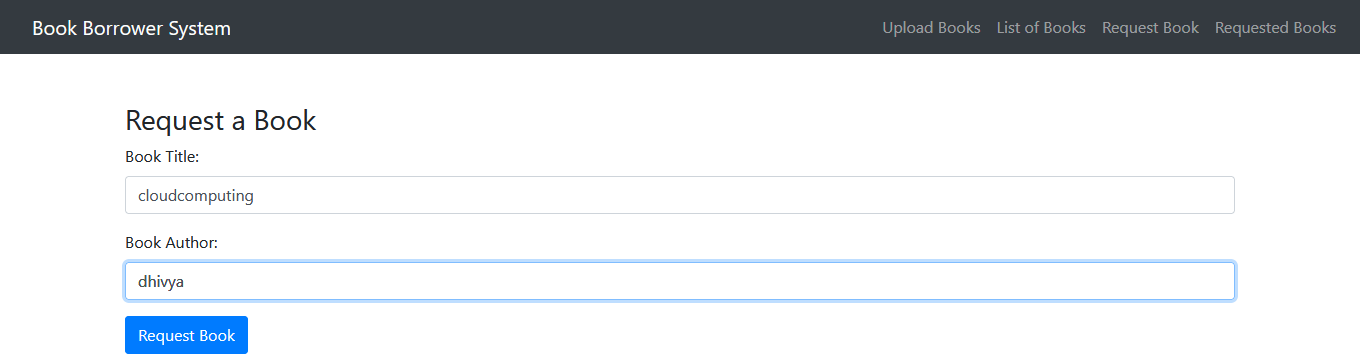 Book Borrower System Upload Books List of Books Request Book Requested Books
Request a Book
Book Title:
cloudcomputing
Book Author:
dhivya
Request Book